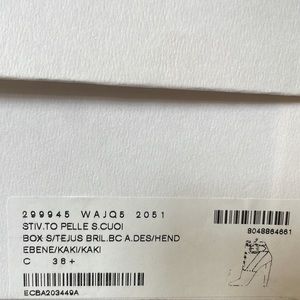 299945 WAJQ5 2051
STIV.TO PELLE S.CUOI
8048864661
BOX S/TEJUS BRIL.BC A.DES/HEND
EBENE/KAKI/KAKI
C 38+
ECBA203449A